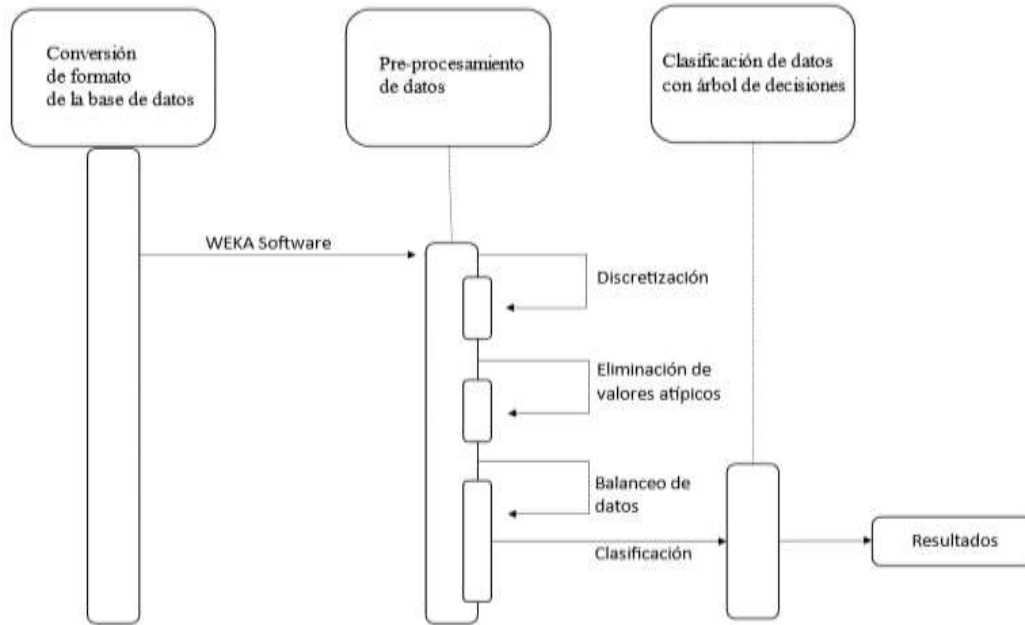 Conversión
de formato
de la base de datos
Pre-procesamiento
de datos
Clasificación de datos
con árbol de decisiones
WEKA Software
Discretización
Eliminación de
valores atípicos
Balanceo de
datos
Clasificación
Resultados